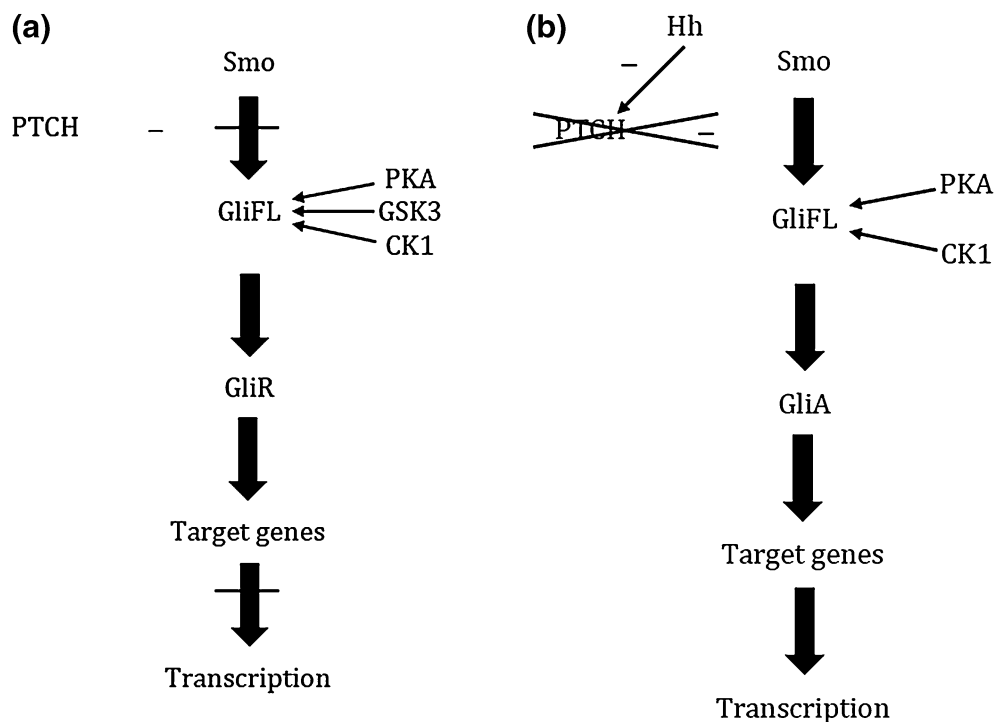 (a)
Smo
PTCH –
PKA
GliFL
GSK3
CK1
GliR
Target genes
Transcription
(b)
Hh
–
Smo
PTCH –
PKA
GliFL
CK1
GliA
Target genes
Transcription